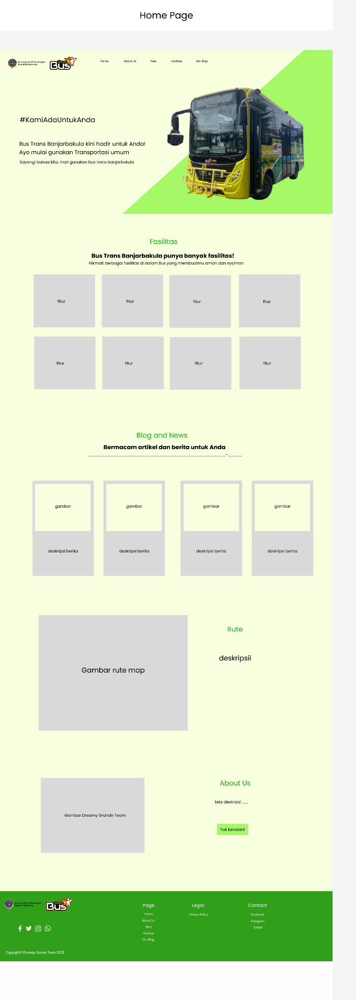 Home Page
Kementerian Perhubungan
Republik Indonesia
Teman
Bus
Home
About Us
Rute
Fasilitas
Our Blog
#KamiAdaUntukAnda
Bus Trans Banjarbakula kini hadir untuk Anda!
Ayo mulai gunakan Transportasi umum
Sayangi banua kita, mari gunakan bus trans banjarbakula
TB 11.03
Fasilitas
Bus Trans Banjarbakula punya banyak fasilitas!
Nikmati berbagai fasilitas di dalam Bus yang membuatmu aman dan nyaman
fitur
fitur
fitur
fitur
fitur
fitur
fitur
fitur
Blog and News
Bermacam artikel dan berita untuk Anda
gambar
gambar
gambar
gambar
deskripsi berita
deskripsi berita
deskripsi berita
deskripsi berita
Gambar rute map
Rute
deskripsii
Gambar Dreamy Grande Team
About Us
teks deskripsi .......
Yuk kenalan!
Kementerian Perhubungan
Republik Indonesia
Teman
Bus
Copyright© Dreamy Grande Team 2023
Page
Home
About Us
Rute
Fasilitas
Our Blog
Legal
Privacy Policy
Contact
Facebook
Instagram
Twitter